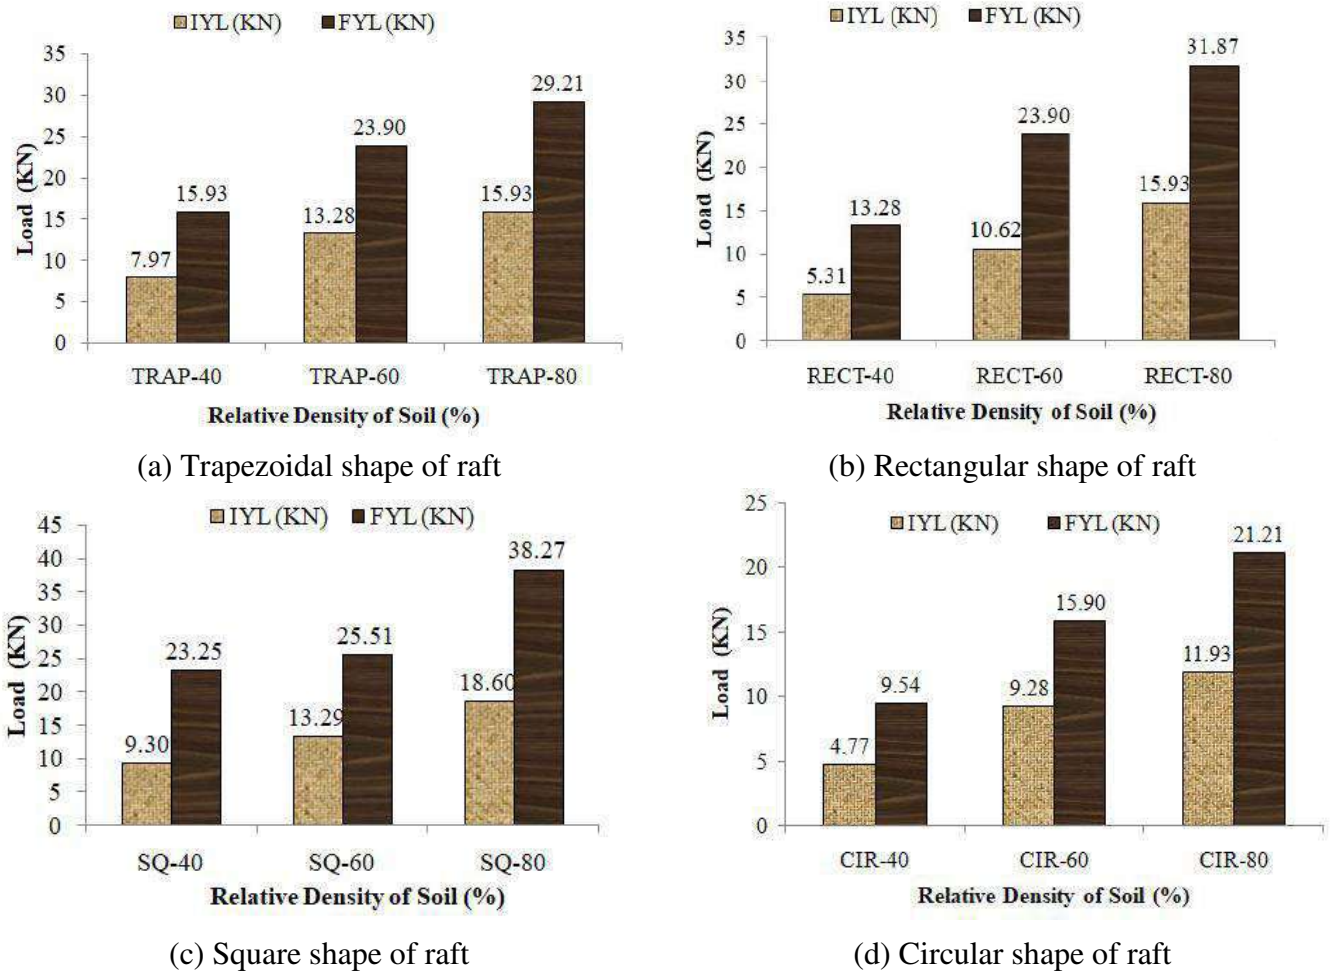 IYL (KN) FYL (KN)
35
30
25
20
15
10
5
0
Load (KN)
7.97 15.93 13.28 23.90 15.93 29.21
TRAP-40 TRAP-60 TRAP-80
Relative Density of Soil (%)
(a) Trapezoidal shape of raft
IYL (KN) FYL (KN)
35
30
25
20
15
10
5
0
Load (KN)
5.31 13.28 10.62 23.90 15.93 31.87
RECT-40 RECT-60 RECT-80
Relative Density of Soil (%)
(b) Rectangular shape of raft
IYL (KN) FYL (KN)
45
40
35
30
25
20
15
10
5
0
Load (KN)
9.30 23.25 13.29 25.51 18.60 38.27
SQ-40 SQ-60 SQ-80
Relative Density of Soil (%)
(c) Square shape of raft
IYL (KN) FYL (KN)
25
20
15
10
5
0
Load (KN)
4.77 9.54 9.28 15.90 11.93 21.21
CIR-40 CIR-60 CIR-80
Relative Density of Soil (%)
(d) Circular shape of raft